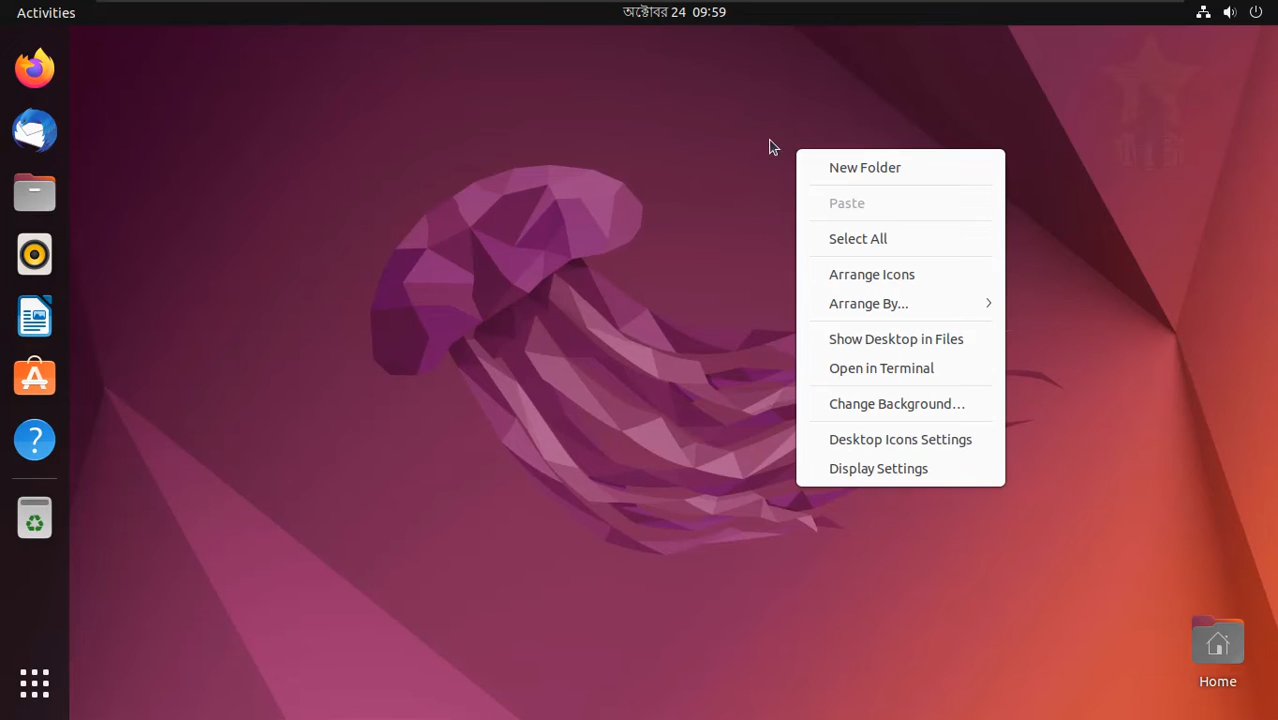 Activities
অক্টোবর 24 09:59
New Folder
Paste
Select All
Arrange Icons
Arrange By...
Show Desktop in Files
Open in Terminal
Change Background…
Desktop Icons Settings
Display Settings
Home